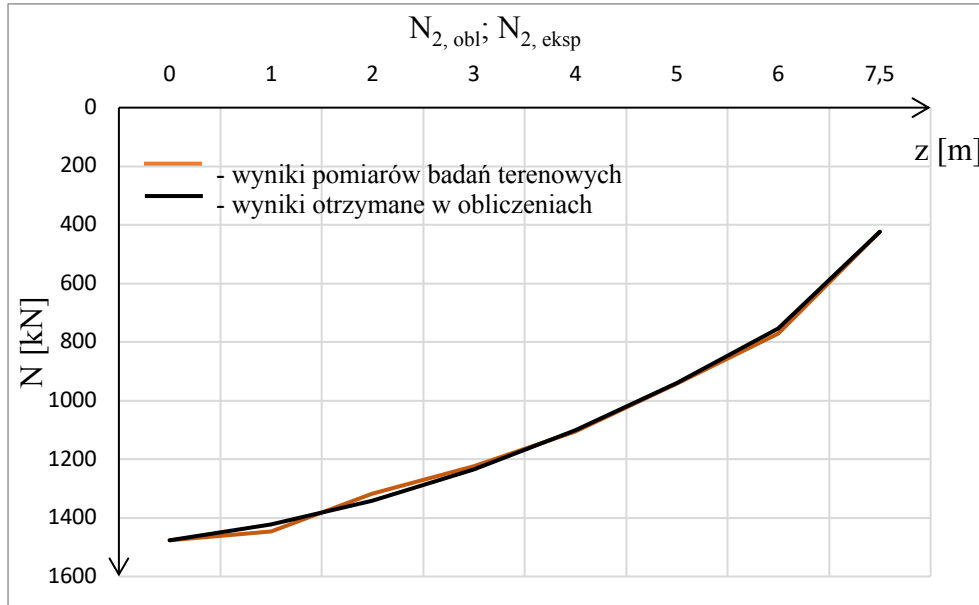 N2, obl; N2, eksp
0 1 2 3 4 5 6 7,5
0
z [m]
200
- wyniki pomiarów badań terenowych
- wyniki otrzymane w obliczeniach
400
600
800
N [kN]
1000
1200
1400
1600